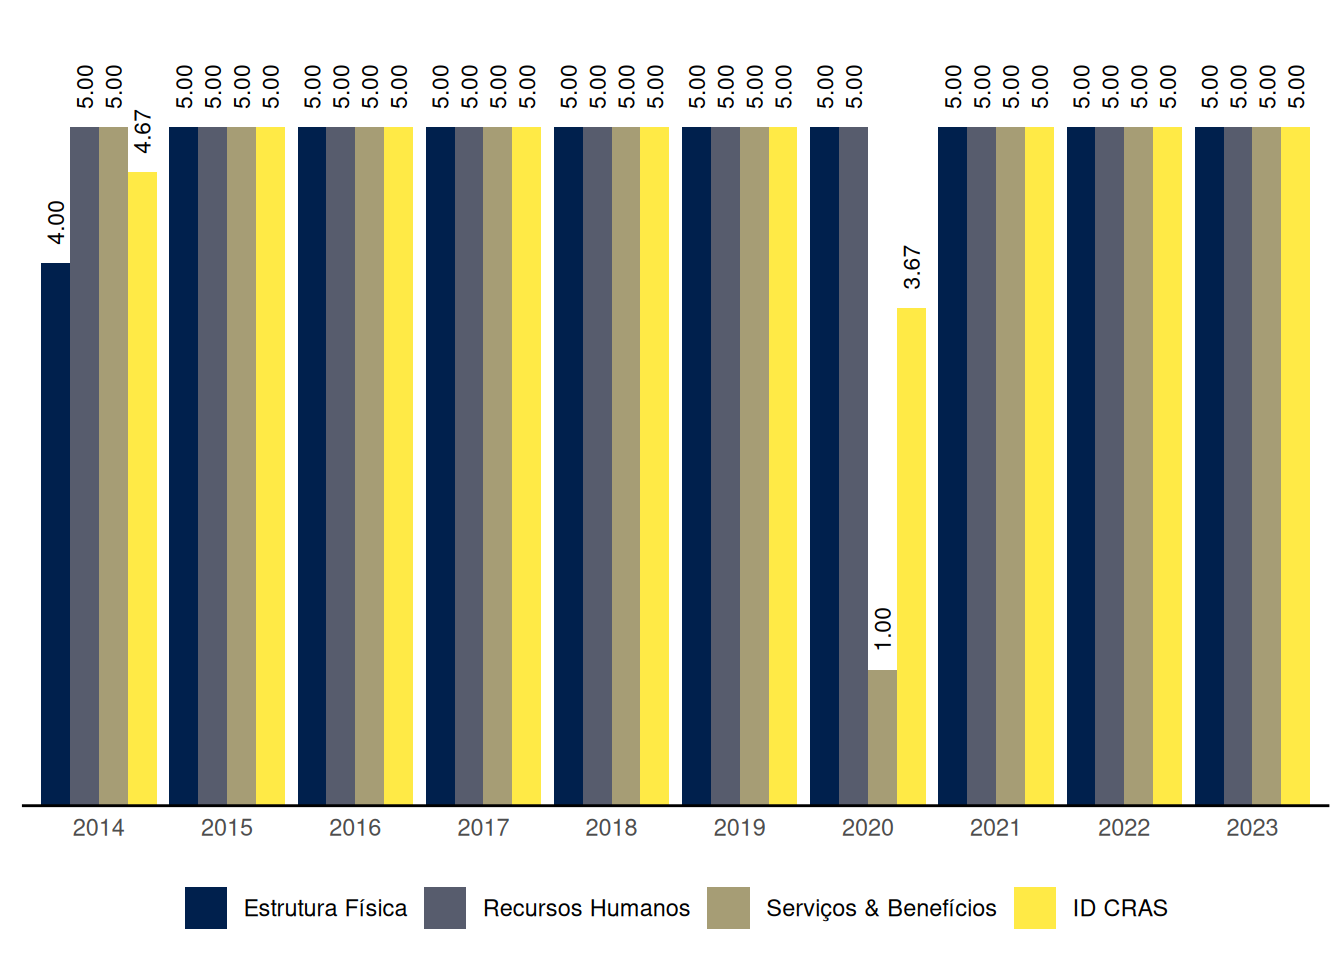 5.00 5.00 5.00 5.00 5.00 5.00 5.00 5.00 5.00 5.00 5.00 5.00 5.00 5.00 5.00 5.00 5.00 5.00 5.00 5.00 5.00 5.00 5.00 5.00 5.00 5.00 5.00 5.00 5.00 5.00 5.00 5.00 5.00 5.00 5.00 5.00
4.67
4.00
3.67
1.00
2014 2015 2016 2017 2018 2019 2020 2021 2022 2023
Estrutura Física Recursos Humanos Serviços & Benefícios ID CRAS